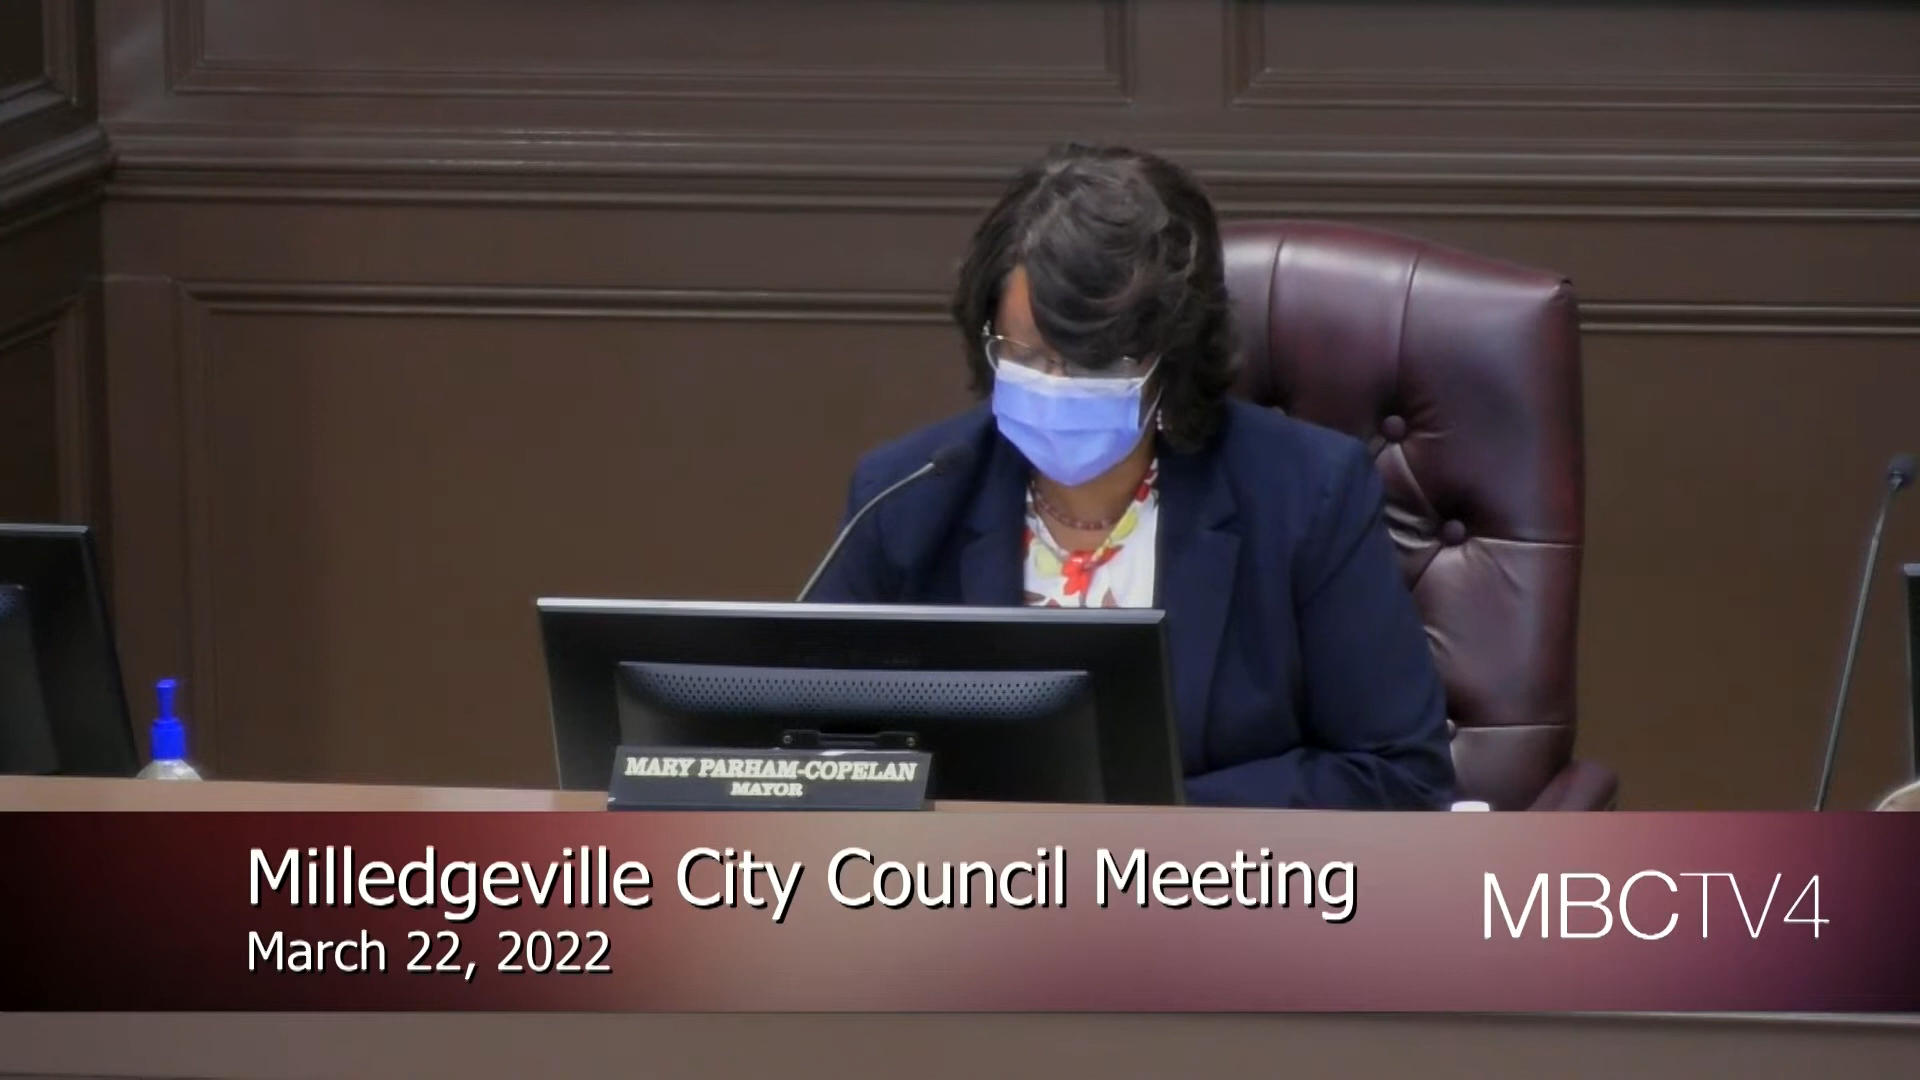 MARY PARHAM-COPELAN
MAYOR
Milledgeville City Council Meeting
March 22, 2022
MBCTV4